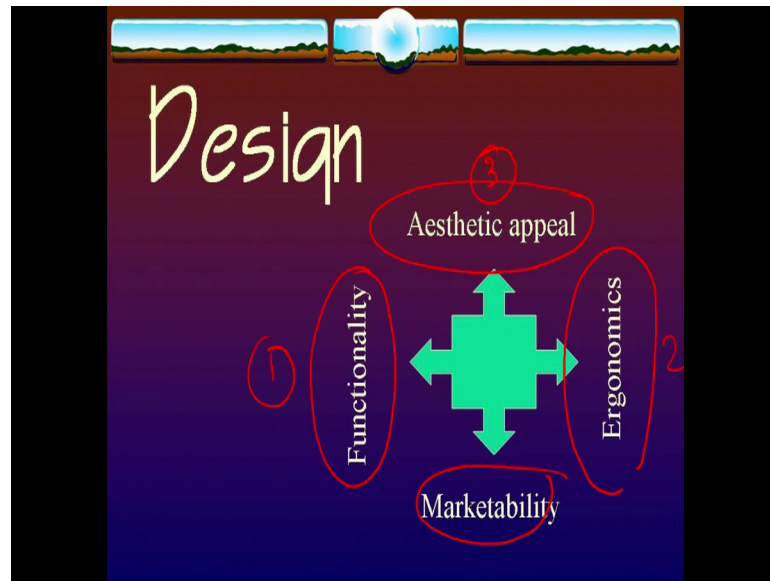 Design
3
Aesthetic appeal
1
Functionality
Ergonomics
2
Marketability